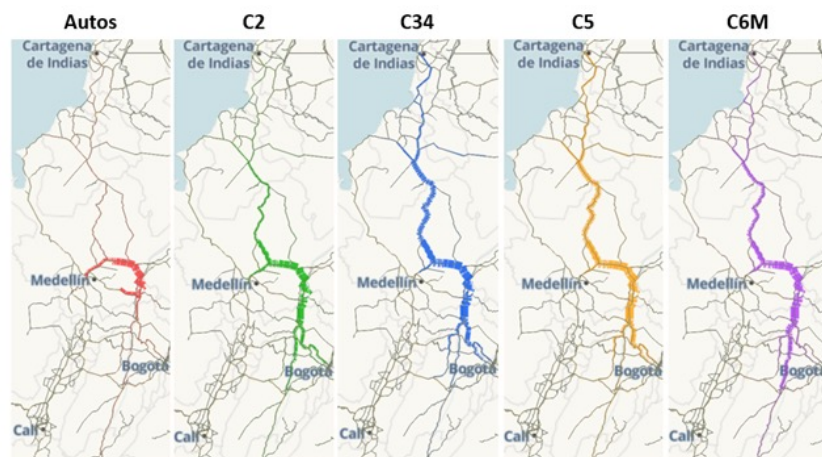 Autos
C2
C34
C5
C6M
Cartagena
de Indias
Medellín
Bogotá
Cali
Cartagena
de Indias
Medellín
Bogotá
Cali
Cartagena
de Indias
Medellín
Bogotá
Cali
Cartagena
de Indias
Medellín
Bogotá
Cali
Cartagena
de Indias
Medellín
Bogotá
Cali